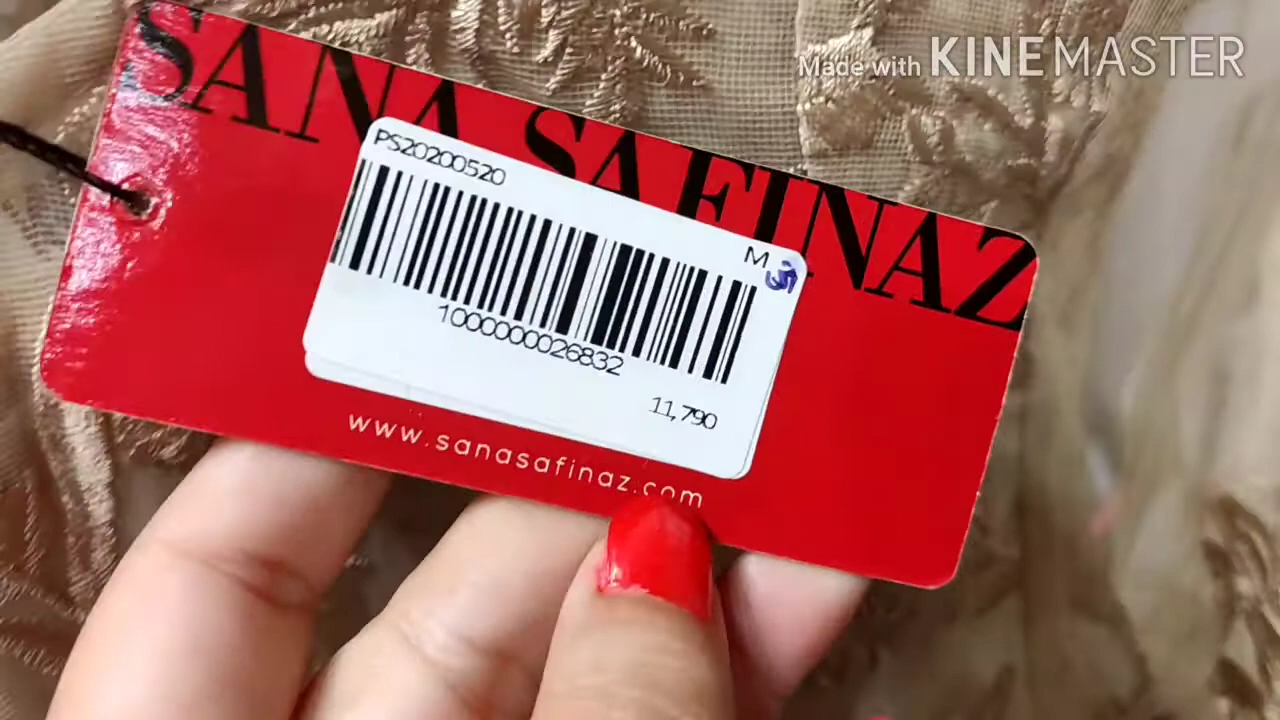 Made with KINEMASTER
SANA SAFINAZ
PS20200520
M
1000000026832
11,790
www.sanasafinaz.com